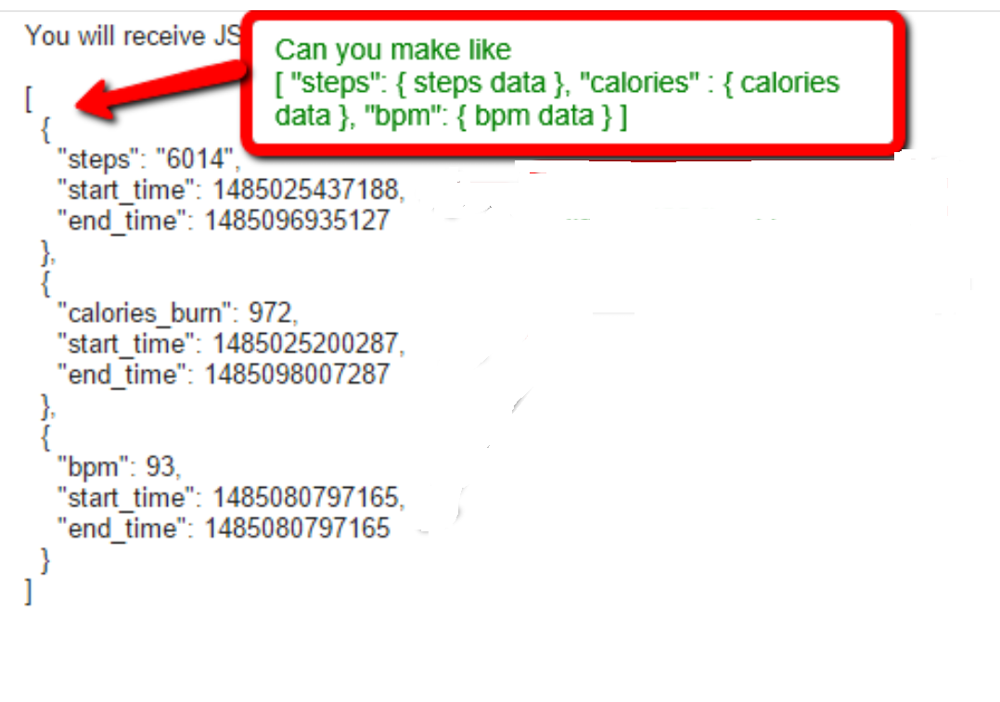 You will receive JS
Can you make like
[ "steps": { steps data }, "calories" : { calories
data }, "bpm": { bpm data } ]
[
{
"steps": "6014",
"start_time": 1485025437188,
"end_time": 1485096935127
},
{
"calories_burn": 972,
"start_time": 1485025200287,
"end_time": 1485098007287
},
{
"bpm": 93,
"start_time": 1485080797165,
"end_time": 1485080797165
}
]